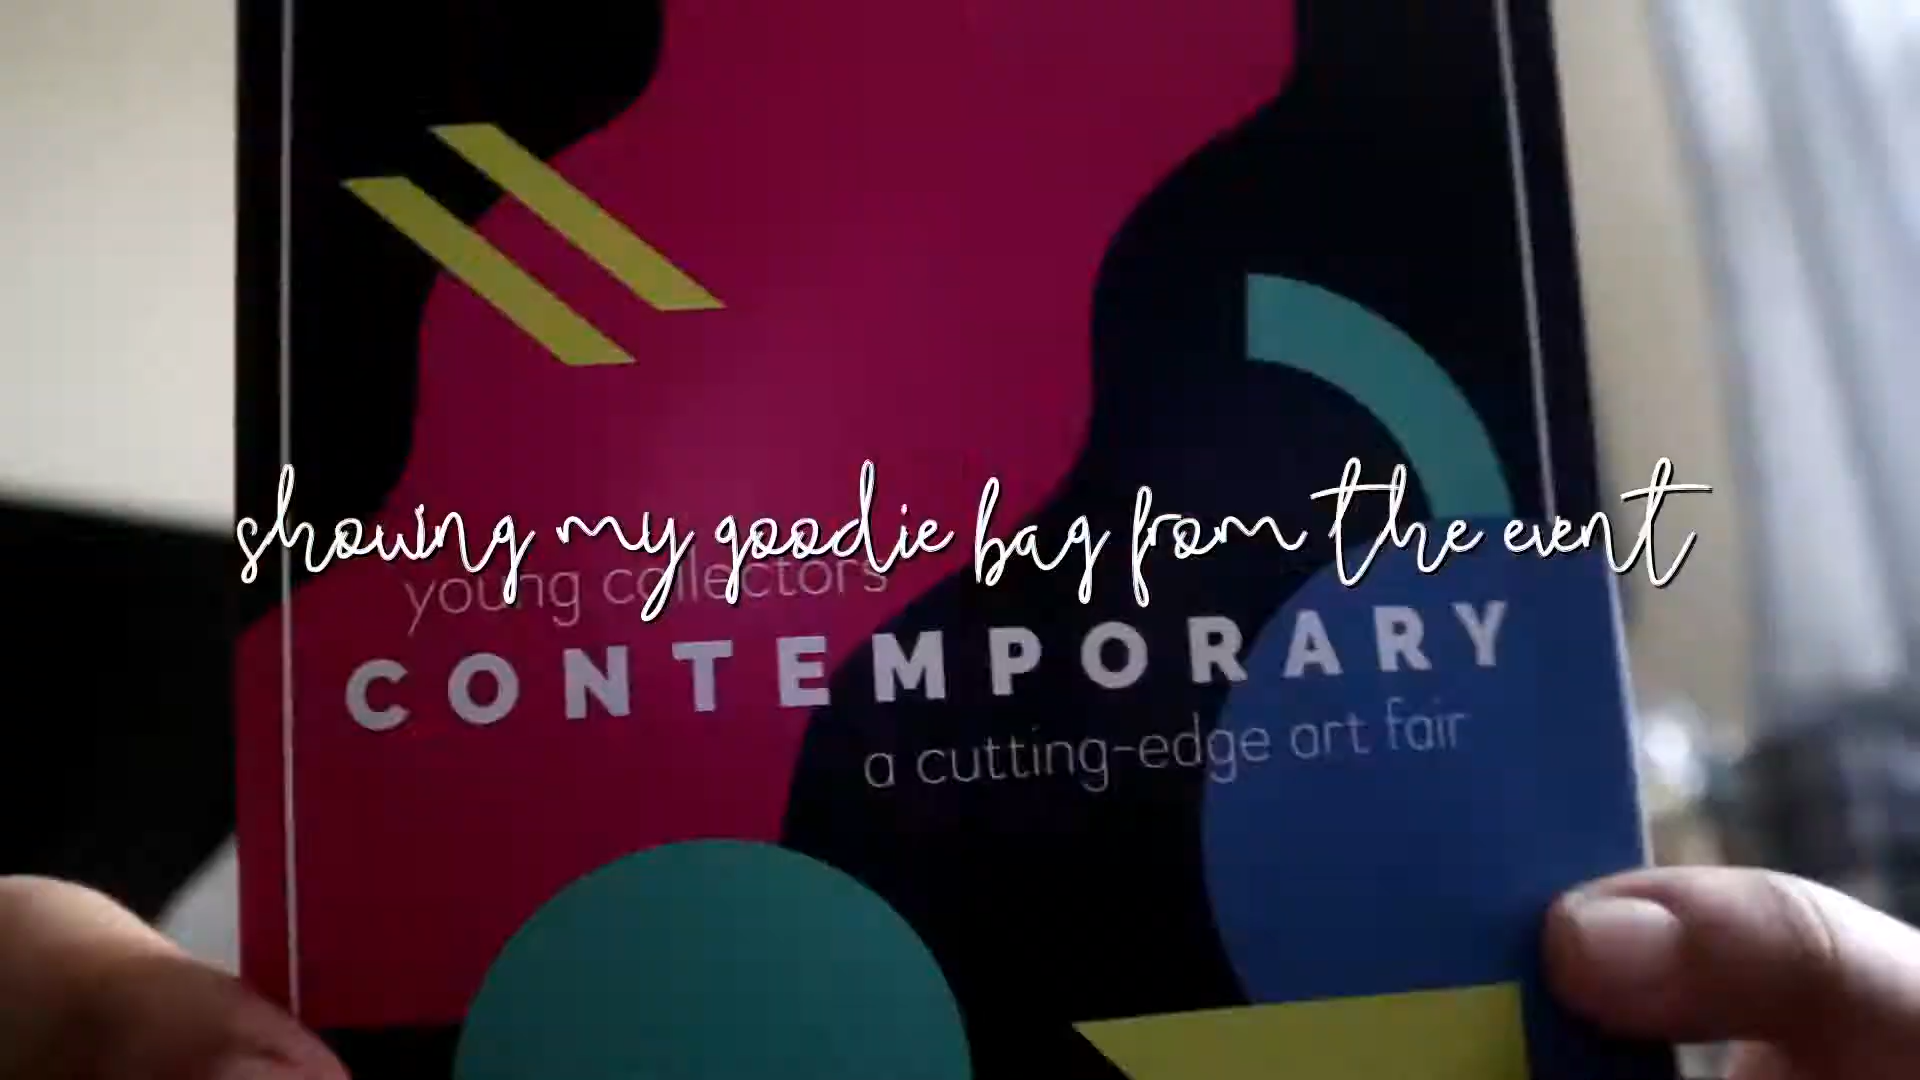 showing my goodie bag from the event
young collectors
CONTEMPORARY
a cutting-edge art fair